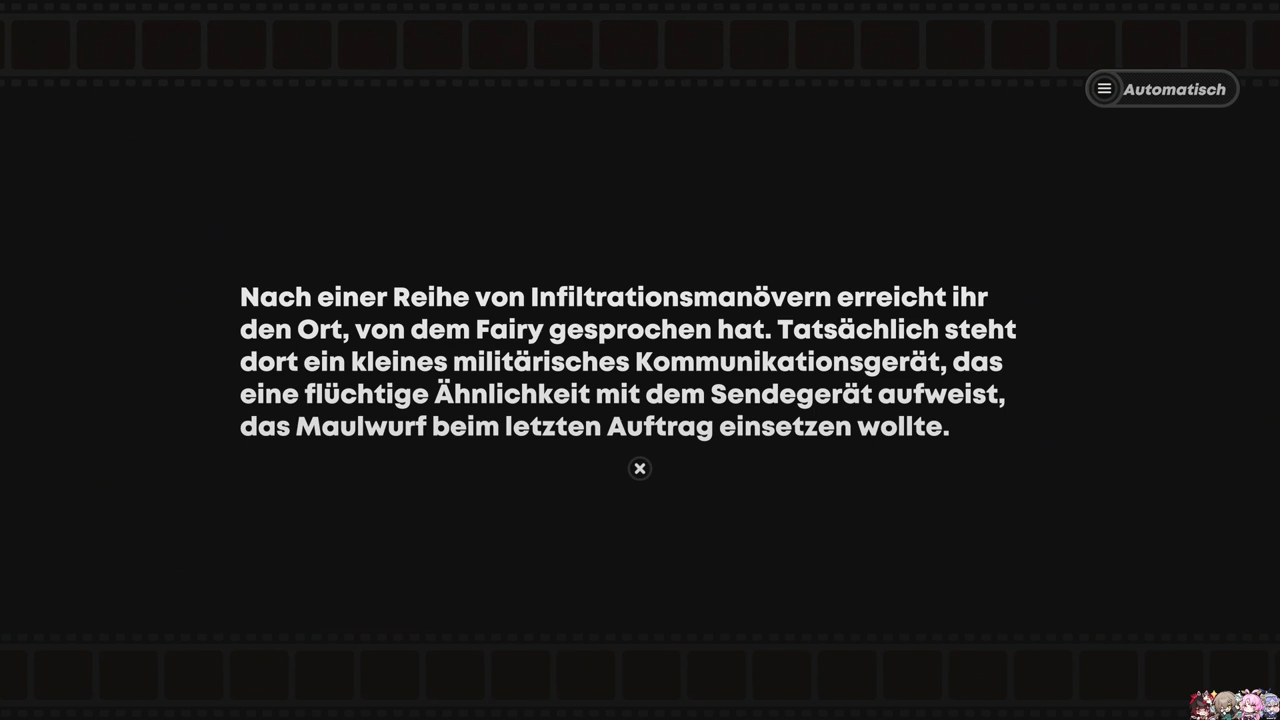 Automatisch
Nach einer Reihe von Infiltrationsmanövern erreicht ihr
den Ort, von dem Fairy gesprochen hat. Tatsächlich steht
dort ein kleines militärisches Kommunikationsgerät, das
eine flüchtige Ähnlichkeit mit dem Sendegerät aufweist,
das Maulwurf beim letzten Auftrag einsetzen wollte.